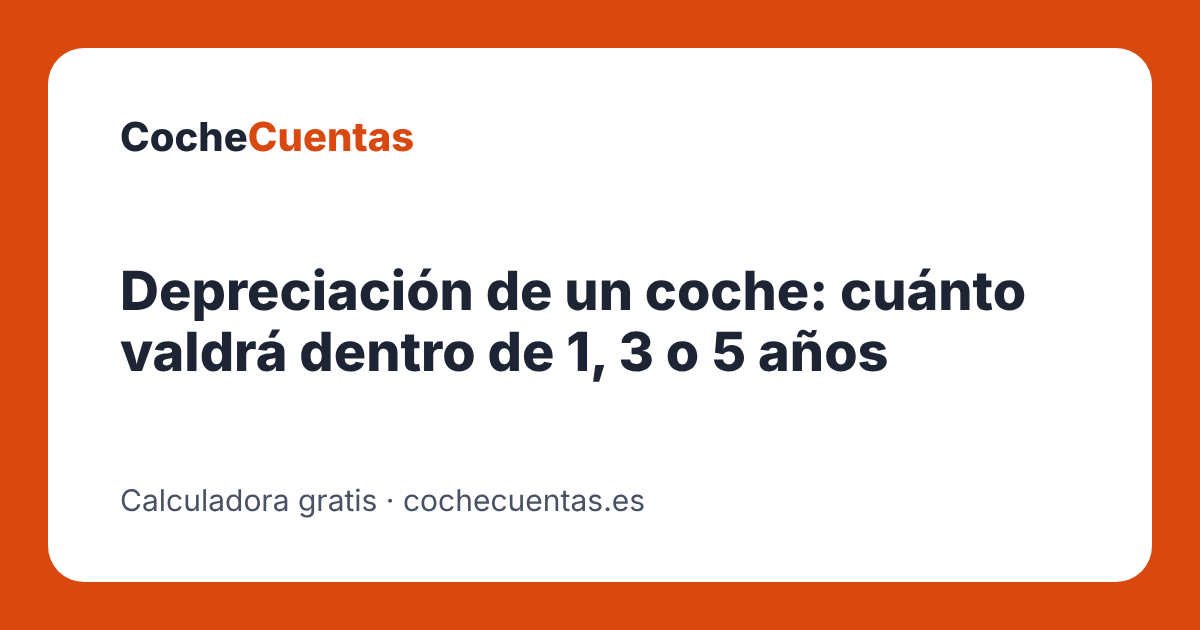 CocheCuentas
Depreciación de un coche: cuánto
valdrá dentro de 1, 3 o 5 años
Calculadora gratis · cochecuentas.es